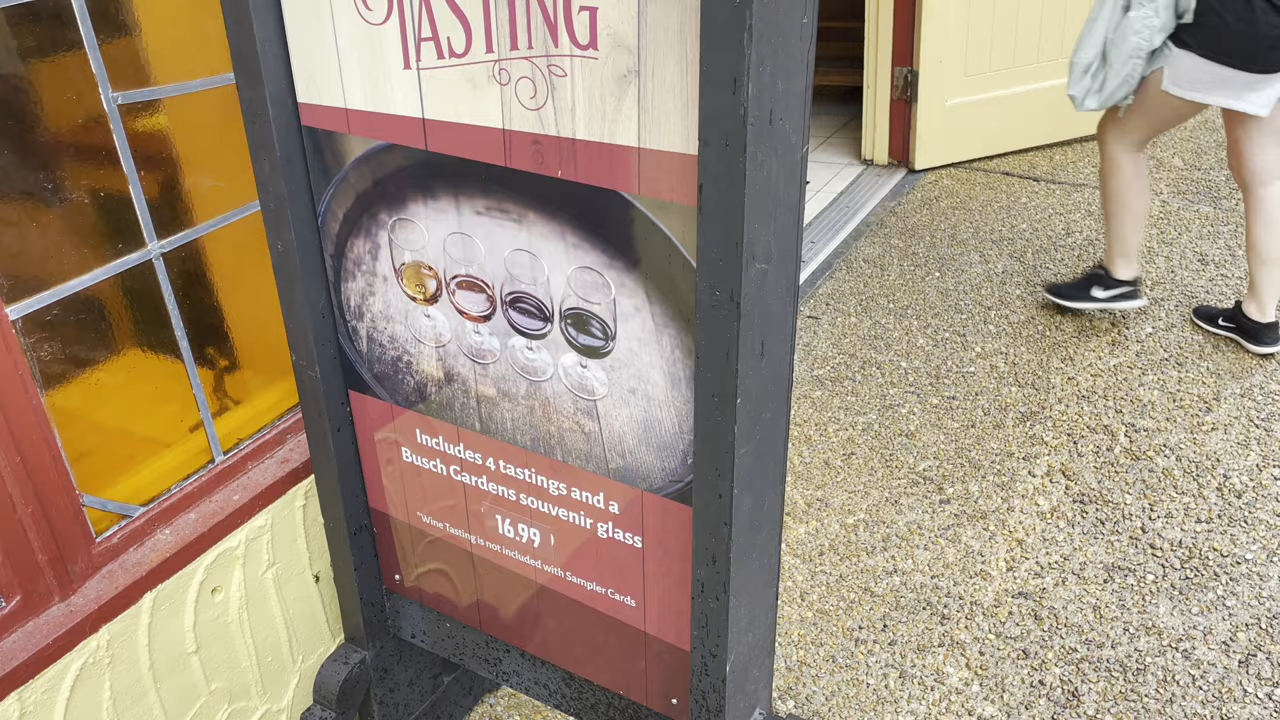 TASTING
Includes 4 tastings and a
Busch Gardens souvenir glass
16.99
*Wine Tasting is not included with Sampler Cards